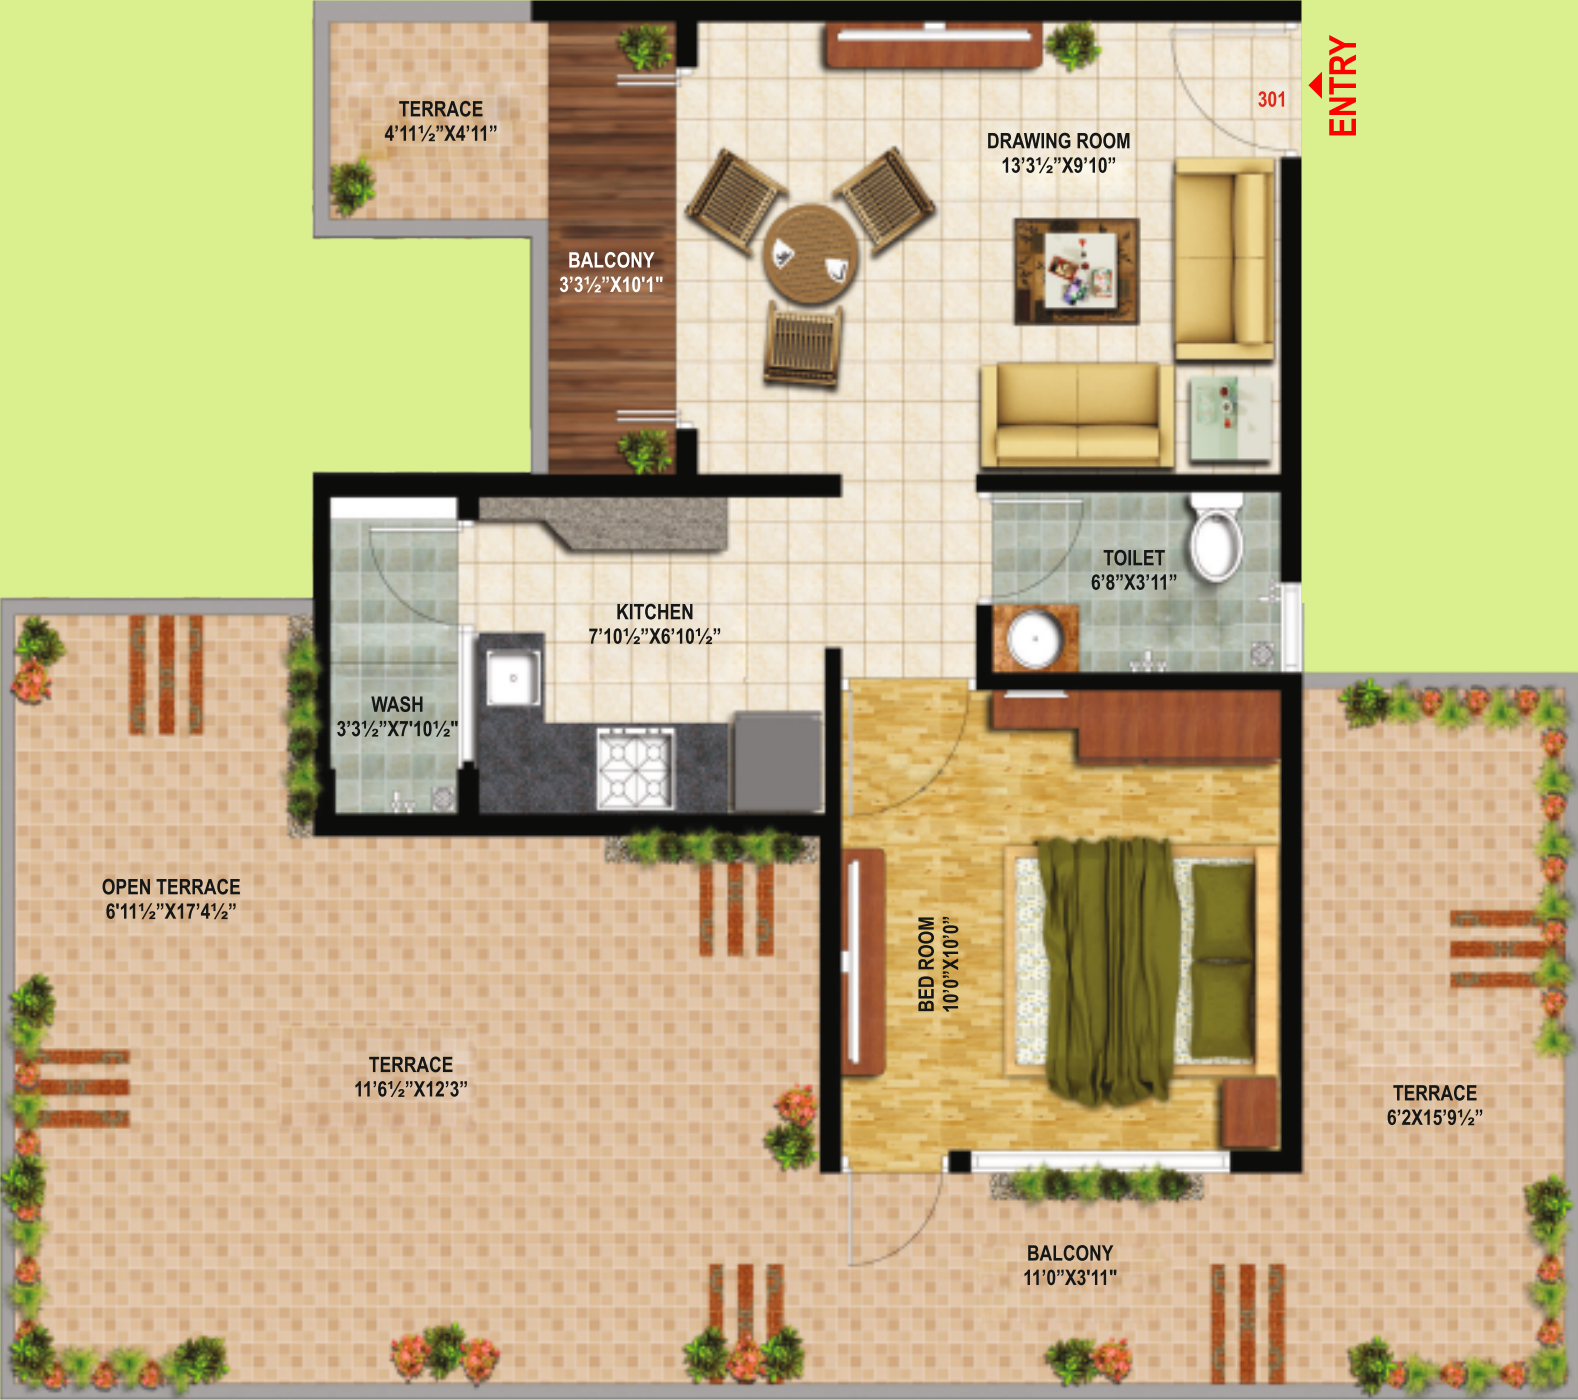 TERRACE
4'11½”X4’11”
ENTRY
301
DRAWING ROOM
13’3½”X9’10”
BALCONY
3’3½”X10'1"
TOILET
6’8”X3’11”
KITCHEN
7’10½”X6’10½”
WASH
3’3½”X7'10½"
OPEN TERRACE
6'11½”X17’4½”
BED ROOM
10’0”X10’0”
TERRACE
11’6½”X12’3”
TERRACE
6’2X15’9½”
BALCONY
11’0”X3'11"